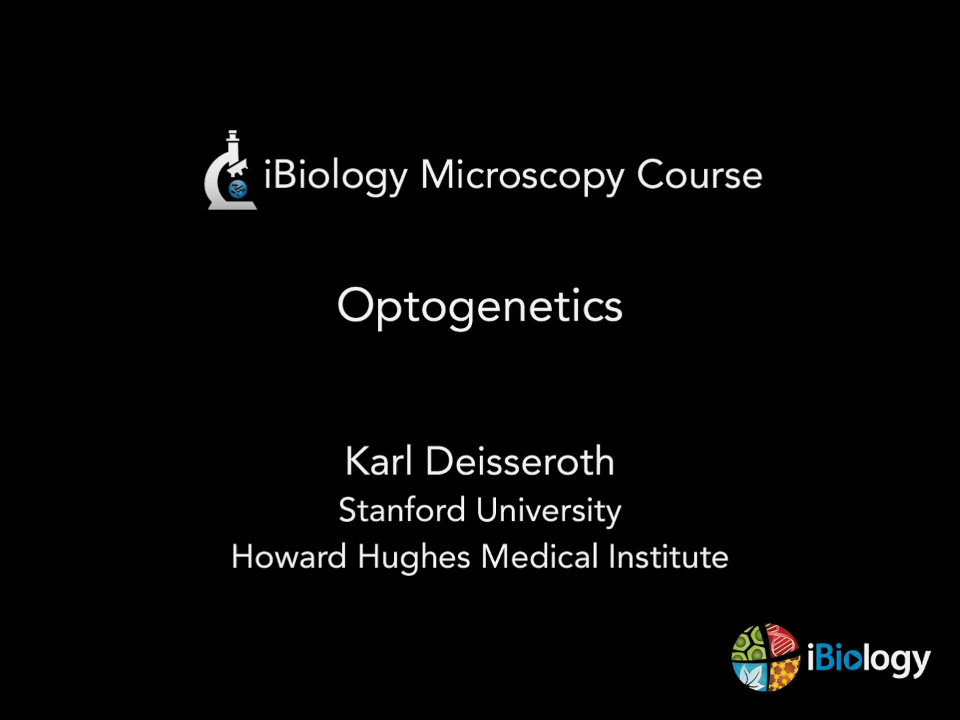 iBiology Microscopy Course
Optogenetics
Karl Deisseroth
Stanford University
Howard Hughes Medical Institute
iBiology